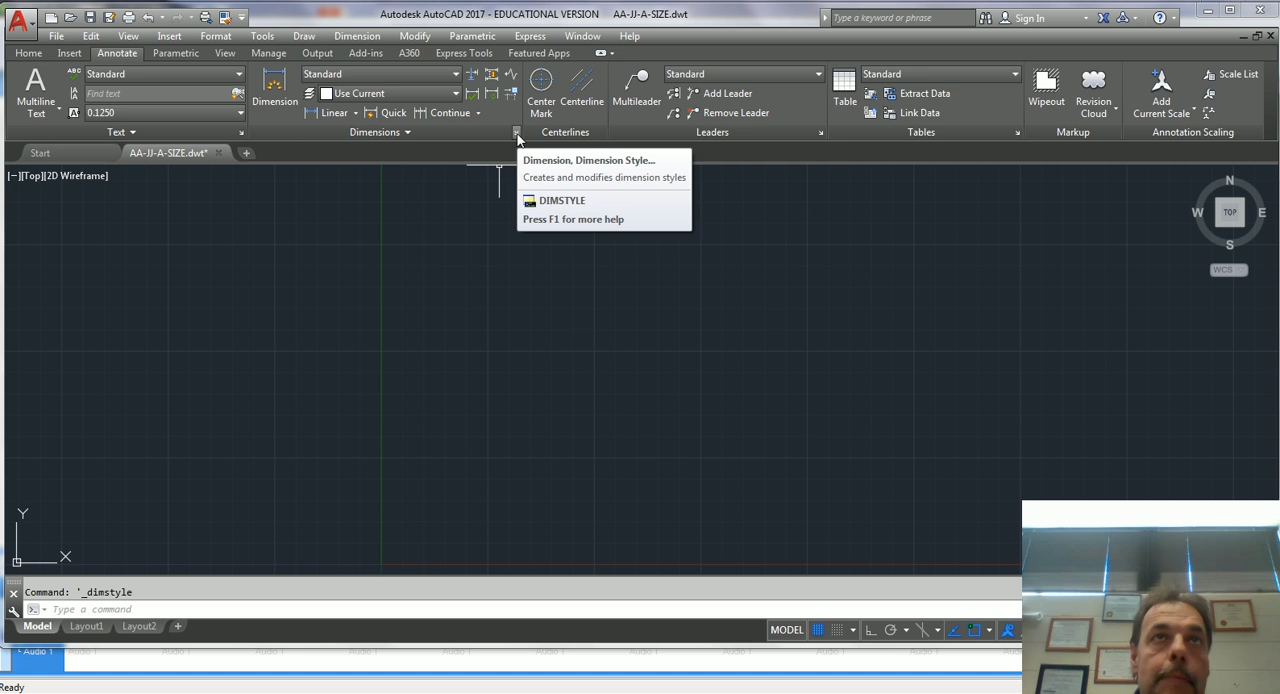 Autodesk AutoCAD 2017 - EDUCATIONAL VERSION AA-JJ-A-SIZE.dwt
Type a keyword or phrase
Sign In
File Edit View Insert Format Tools Draw Dimension Modify Parametric Express Window Help
Home Insert Annotate Parametric View Manage Output Add-ins A360 Express Tools Featured Apps
Multiline Text
Standard
Find text
0.1250
Text
Dimension
Standard
Use Current
Linear Quick Continue
Dimensions
Center Mark
Centerline
Centerlines
Multileader
Standard
Add Leader
Remove Leader
Leaders
Table
Standard
Extract Data
Link Data
Tables
Wipeout
Revision Cloud
Markup
Add Current Scale
Scale List
Annotation Scaling
Start
AA-JJ-A-SIZE.dwt*
[−][Top][2D Wireframe]
Dimension, Dimension Style...
Creates and modifies dimension styles
DIMSTYLE
Press F1 for more help
N
W TOP E
S
WCS
Y
X
Command: '_dimstyle
Type a command
Model Layout1 Layout2
MODEL
Audio 1
Ready